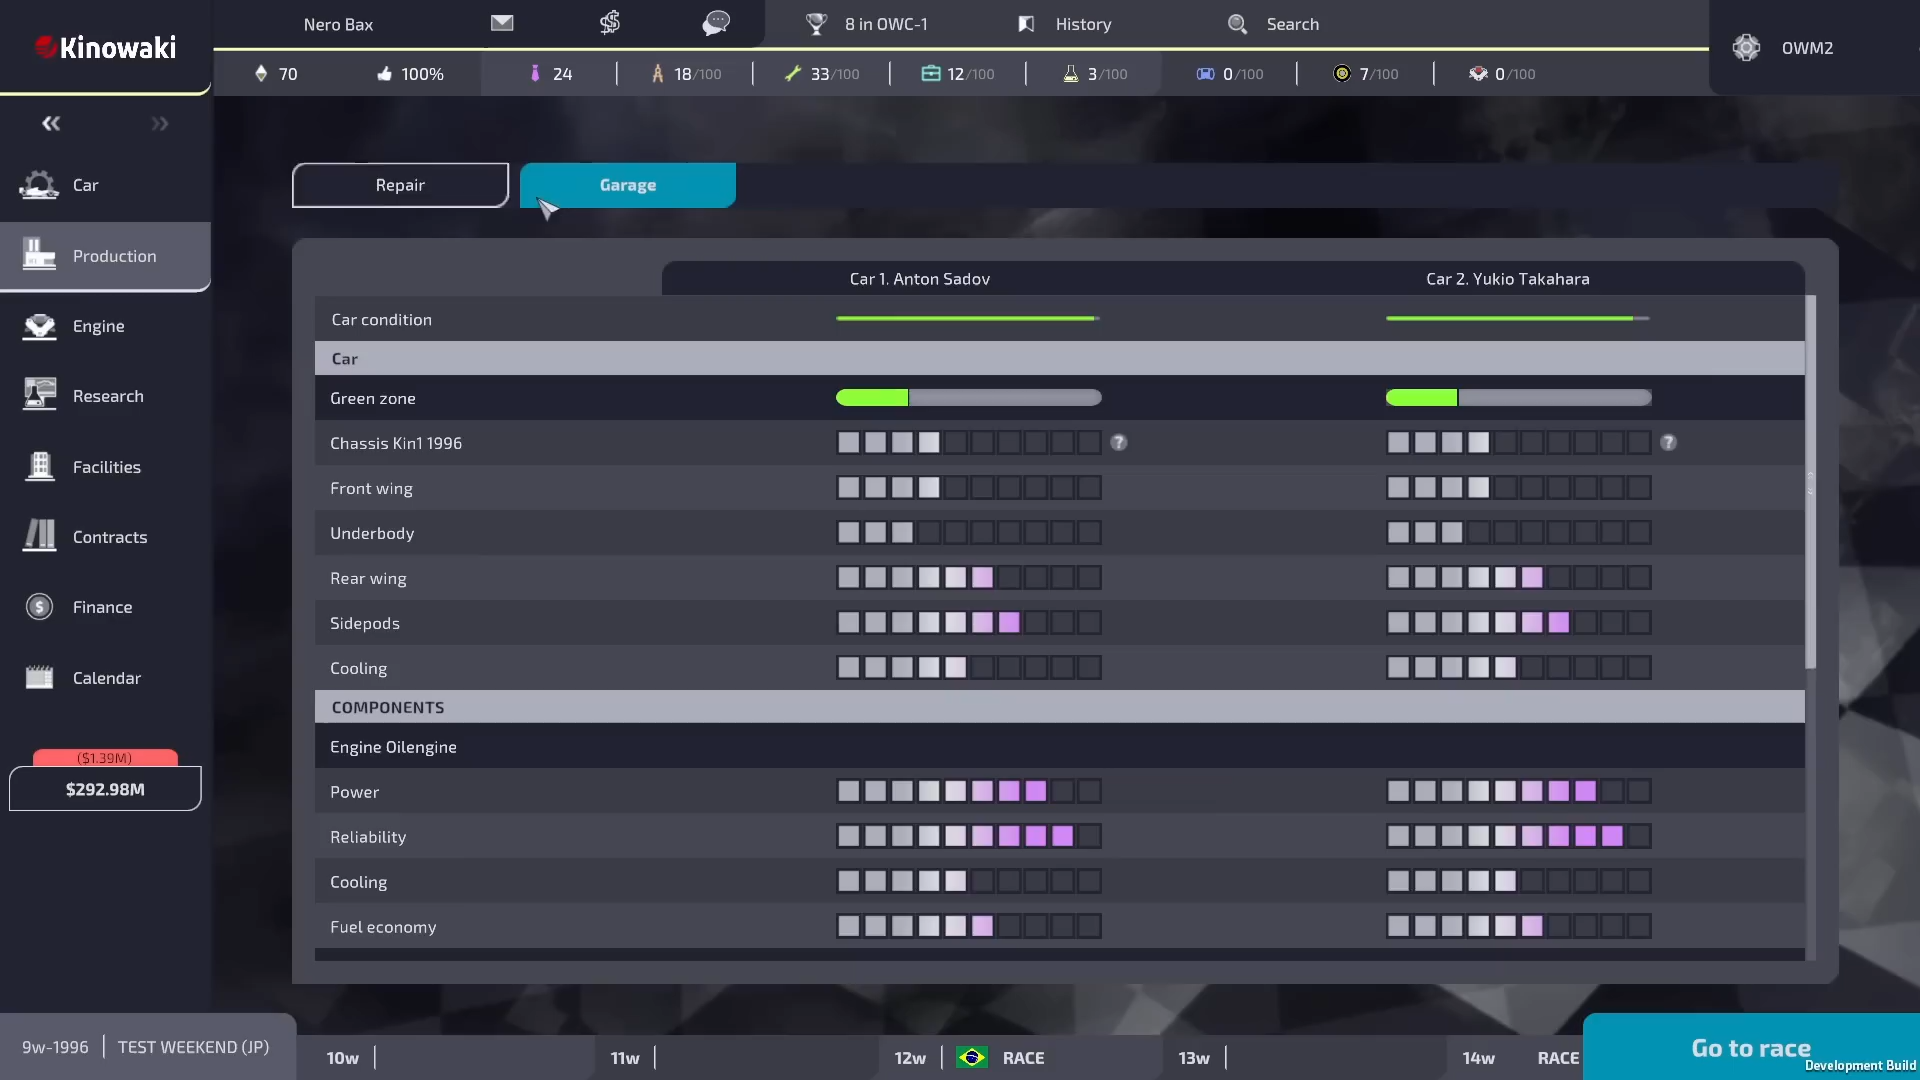 Kinowaki
Nero Bax
8 in OWC-1
History
Search
OWM2
70
100%
24
18/100
33/100
12/100
3/100
0/100
7/100
0/100
Car
Production
Engine
Research
Facilities
Contracts
Finance
Calendar
($1.39M)
$292.98M
Repair
Garage
Car 1. Anton Sadov
Car 2. Yukio Takahara
Car condition
Car
Green zone
Chassis Kin1 1996
?
?
Front wing
Underbody
Rear wing
Sidepods
Cooling
COMPONENTS
Engine Oilengine
Power
Reliability
Cooling
Fuel economy
9w-1996
TEST WEEKEND (JP)
10w
11w
12w
RACE
13w
14w
RACE
Go to race
Development Build